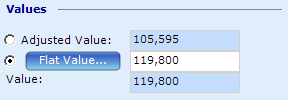 Values
Adjusted Value: 105,595
Flat Value... 119,800
Value: 119,800